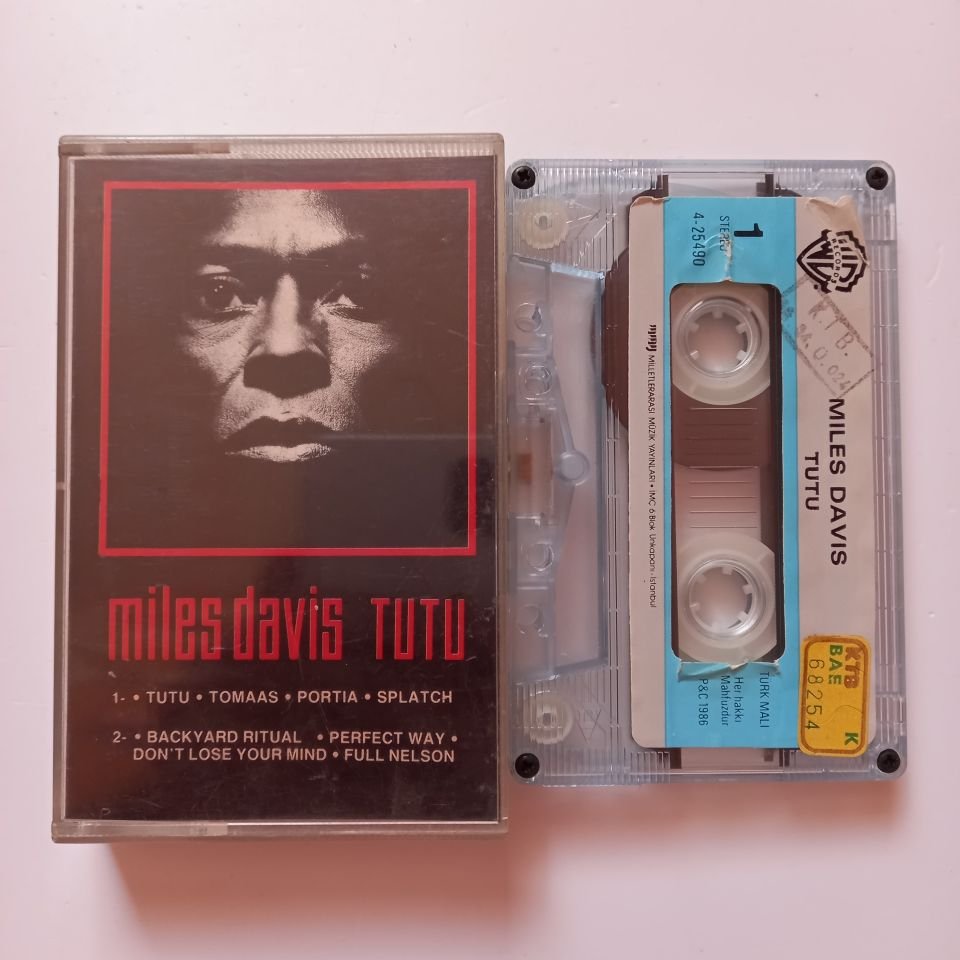 miles davis TUTU
1- • TUTU • TOMAAS • PORTIA • SPLATCH
2- • BACKYARD RITUAL • PERFECT WAY •
DON'T LOSE YOUR MIND • FULL NELSON
1
STEREO
4-25490
RECORDS
K.T.B.
MILES DAVIS
TUTU
MİLLETLERARASI MÜZİK YAYINLARI • İMÇ 6 Blok Unkapanı - İstanbul
TÜRK MALI
Her hakkı
Mahfuzdur
P&C 1986
KTB K
BAE
68254